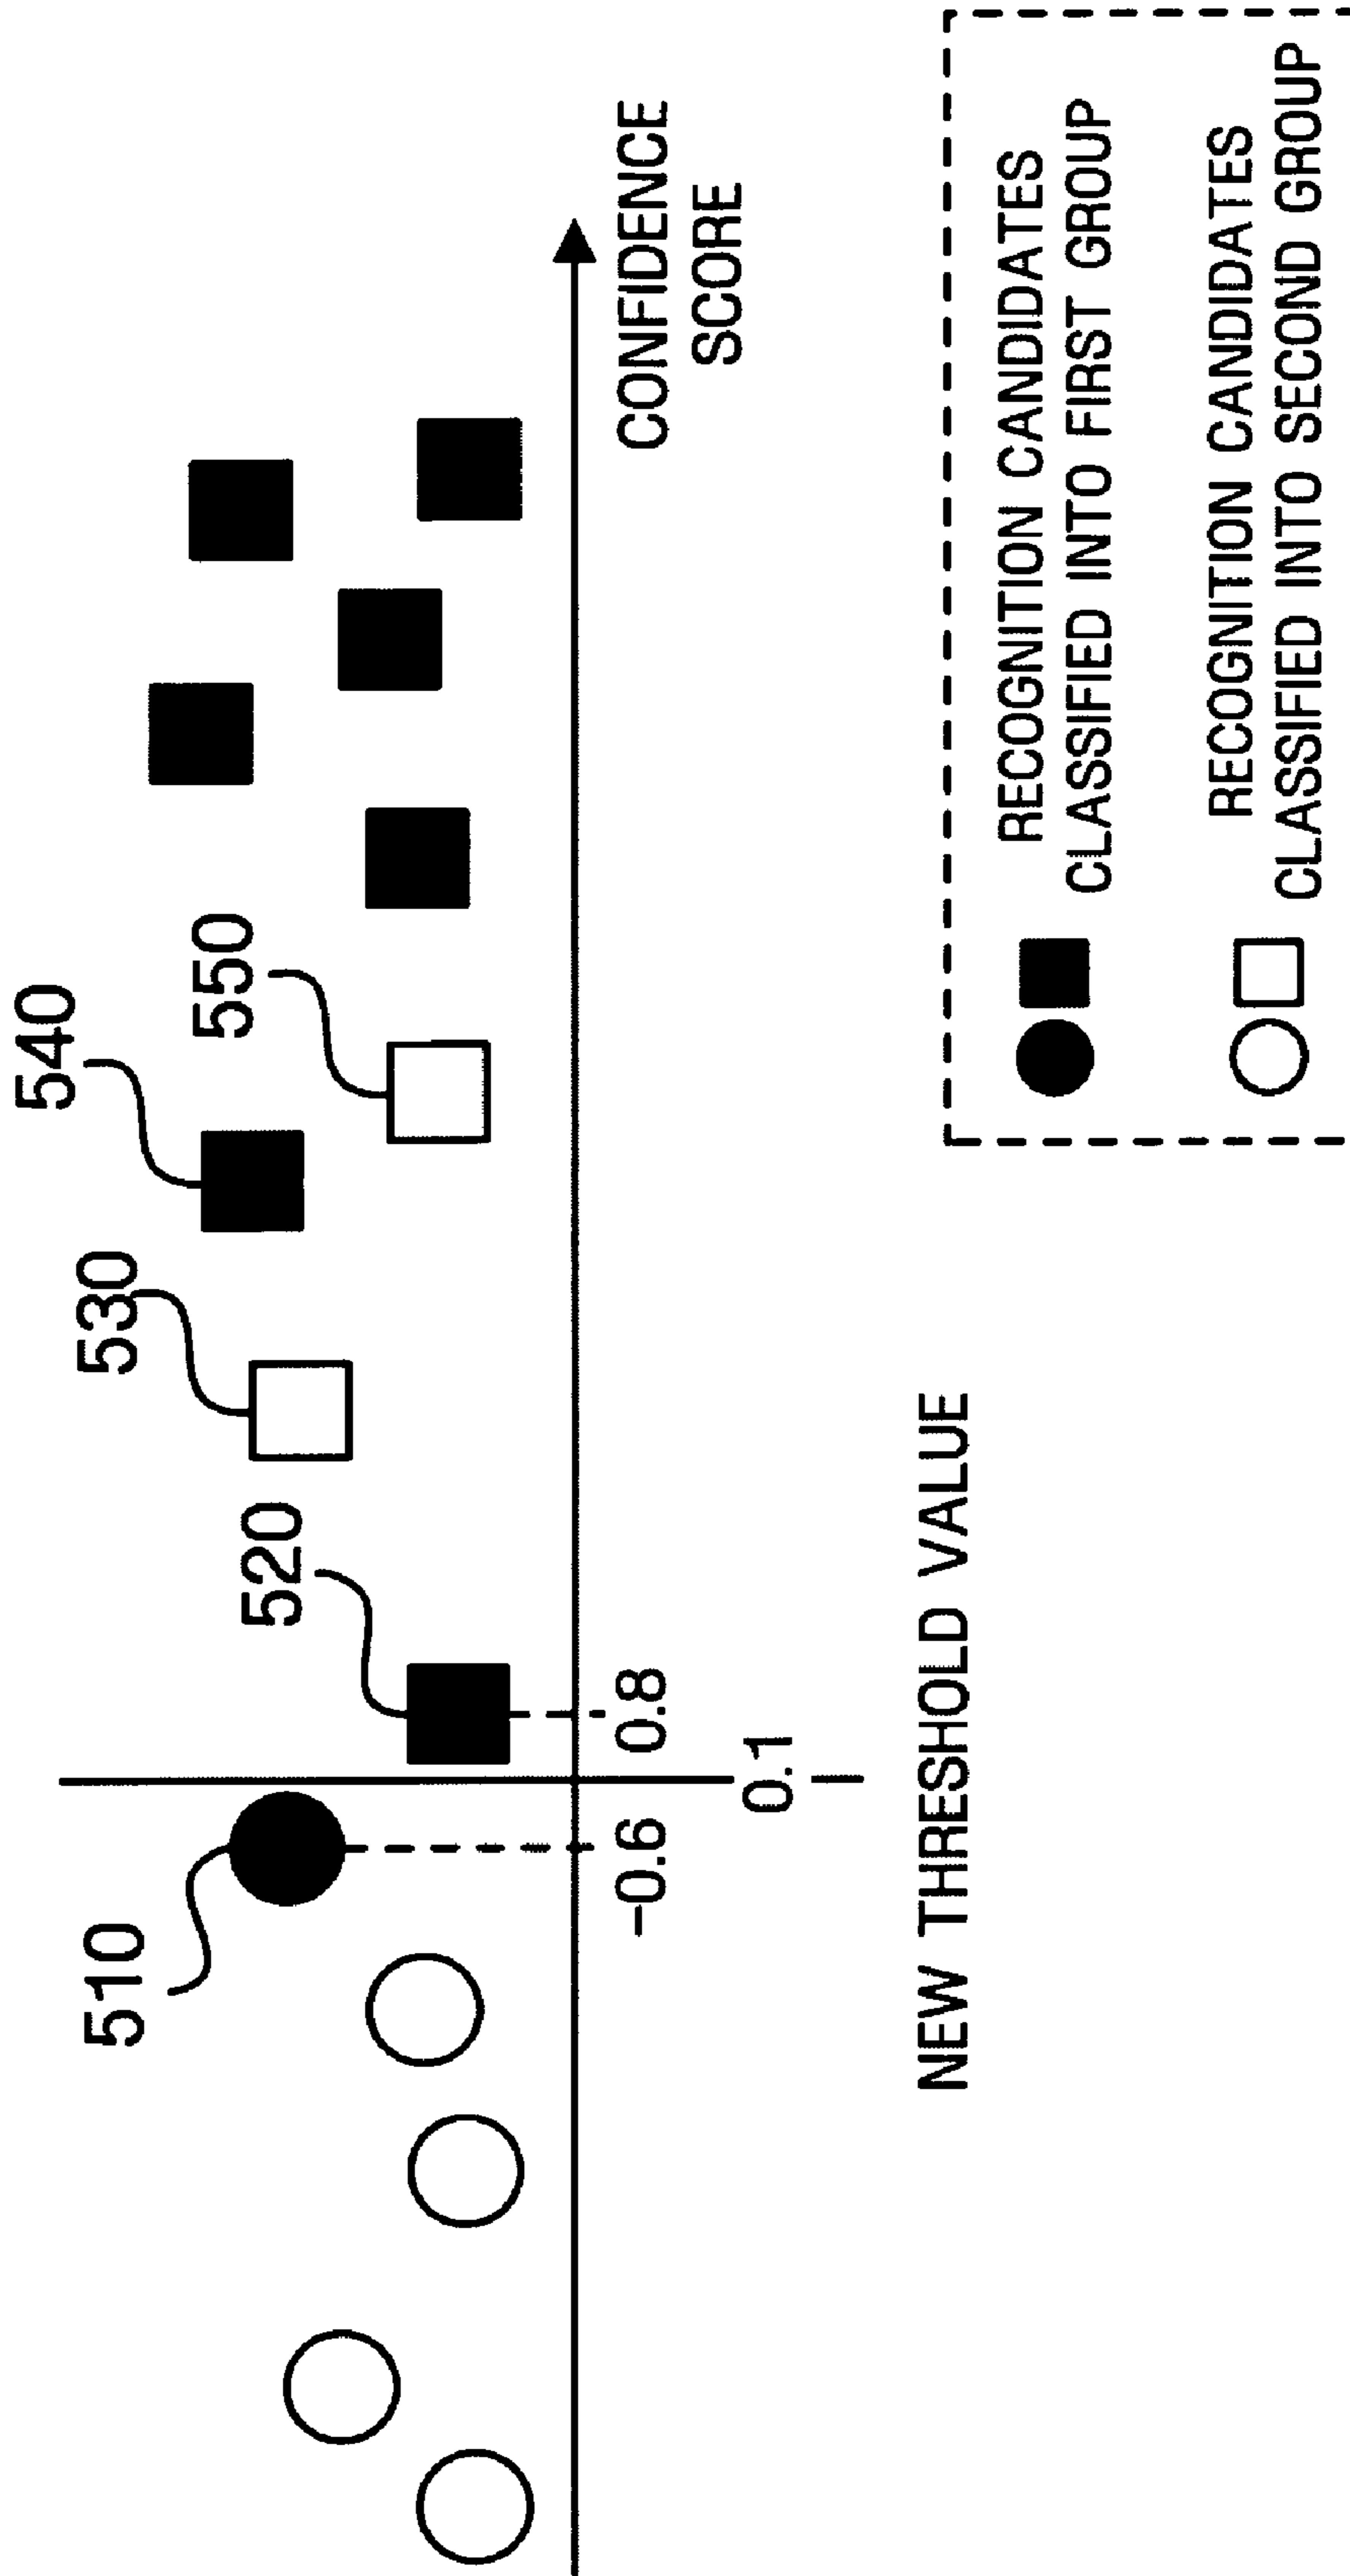 540
530
550
510
520
-0.6
0.8
CONFIDENCE
SCORE
0.1
NEW THRESHOLD VALUE
RECOGNITION CANDIDATES
CLASSIFIED INTO FIRST GROUP
RECOGNITION CANDIDATES
CLASSIFIED INTO SECOND GROUP